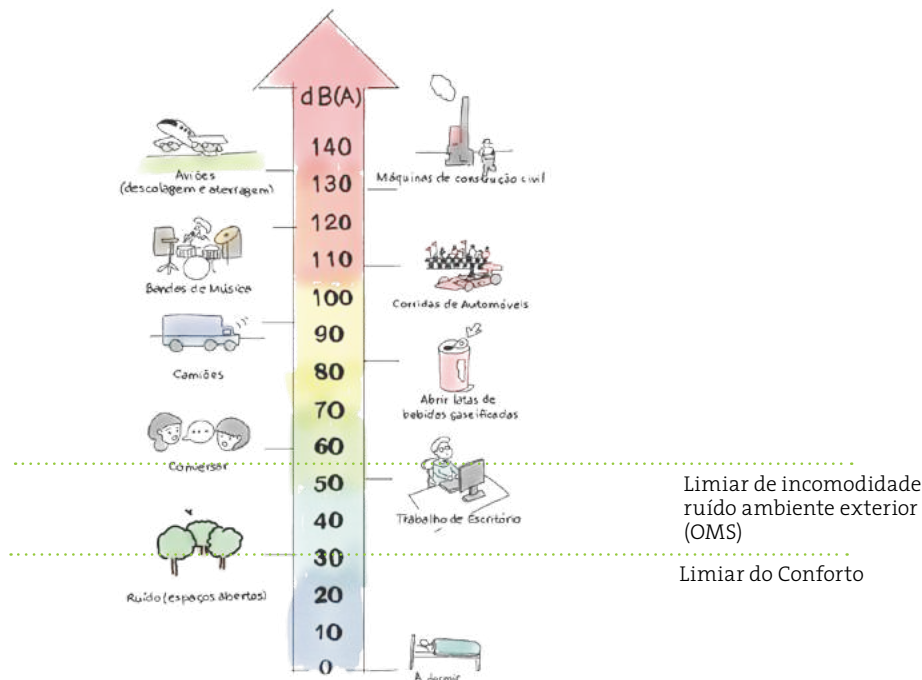 dB(A)
140
130
120
110
100
90
80
70
60
50
40
30
20
10
0
Aviões
(descolagem e aterragem)
Bandas de Música
Camiões
Conversar
Ruído (espaços abertos)
Máquinas de construção civil
Corridas de Automóveis
Abrir latas de
bebidas gaseificadas
Trabalho de Escritório
A dormir
Limiar de incomodidade
ruído ambiente exterior
(OMS)
Limiar do Conforto